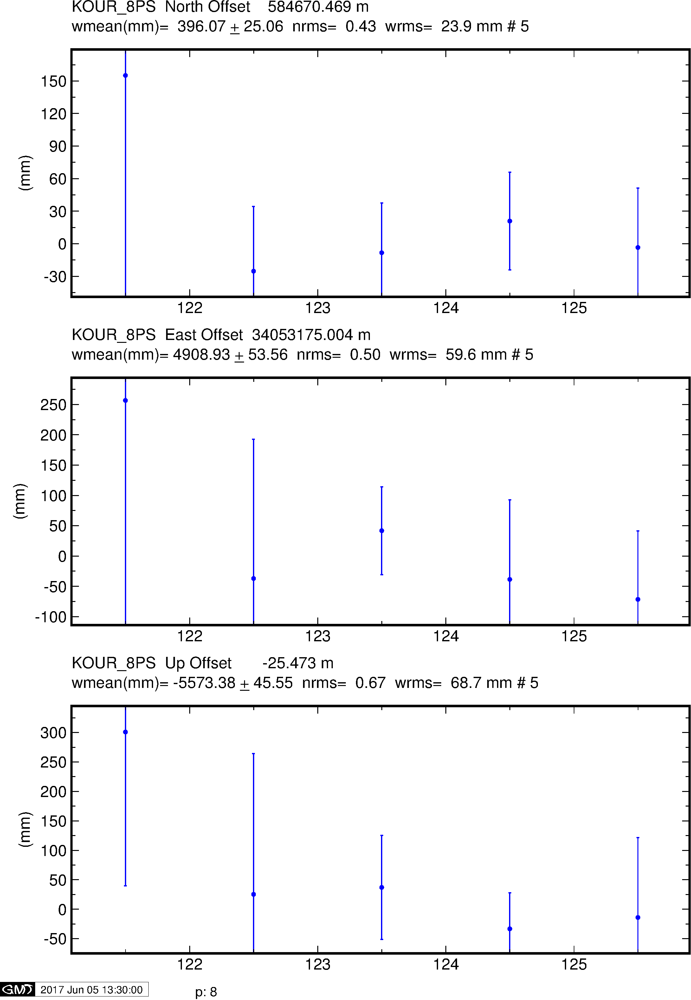 KOUR_8PS North Offset 584670.469 m
wmean(mm)= 396.07 ± 25.06 nrms= 0.43 wrms= 23.9 mm # 5
150
120
90
60
30
0
-30
(mm)
122 123 124 125
KOUR_8PS East Offset 34053175.004 m
wmean(mm)= 4908.93 ± 53.56 nrms= 0.50 wrms= 59.6 mm # 5
250
200
150
100
50
0
-50
-100
(mm)
122 123 124 125
KOUR_8PS Up Offset -25.473 m
wmean(mm)= -5573.38 ± 45.55 nrms= 0.67 wrms= 68.7 mm # 5
300
250
200
150
100
50
0
-50
(mm)
122 123 124 125
GMT 2017 Jun 05 13:30:00 p: 8